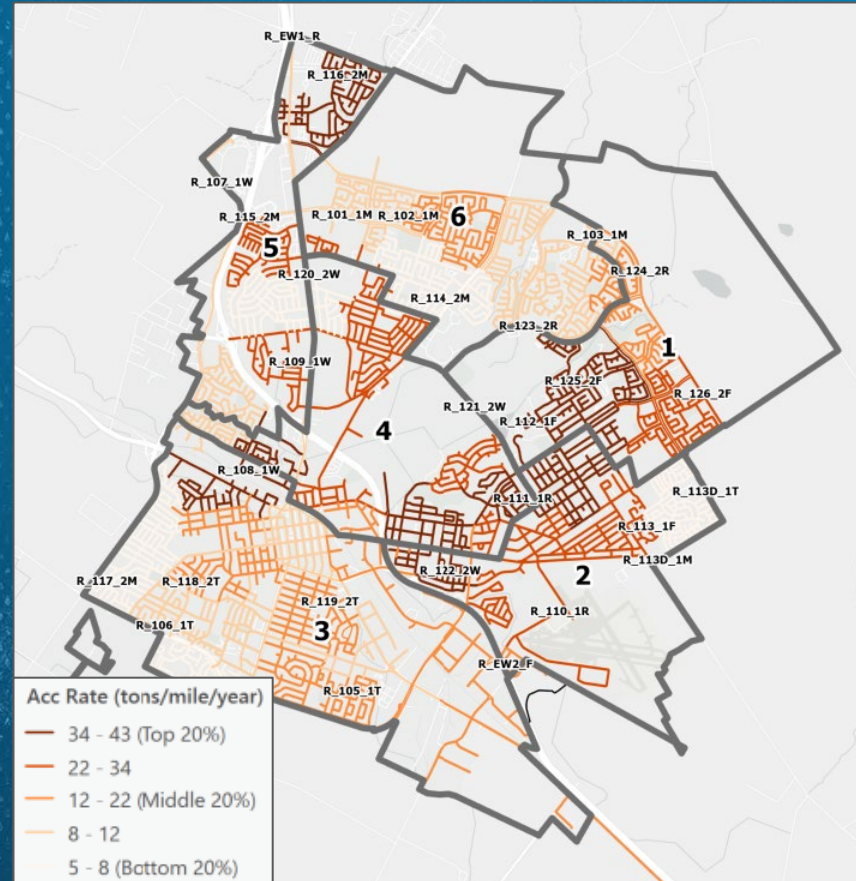 R_EW1_R
R_116_2M
R_107_1W
R_115_2M
R_101_1M
R_102_1M
6
R_103_1M
5
R_120_2W
R_124_2R
R_114_2M
R_123_2R
1
R_109_1W
R_125_2F
R_126_2F
R_121_2W
4
R_112_1F
R_108_1W
R_111_1R
R_113D_1T
R_113_1F
R_113D_1M
R_122_2W
2
R_117_2M
R_118_2T
R_119_2T
R_110_1R
R_106_1T
3
R_EW2_F
R_105_1T
Acc Rate (tons/mile/year)
34 - 43 (Top 20%)
22 - 34
12 - 22 (Middle 20%)
8 - 12
5 - 8 (Bottom 20%)